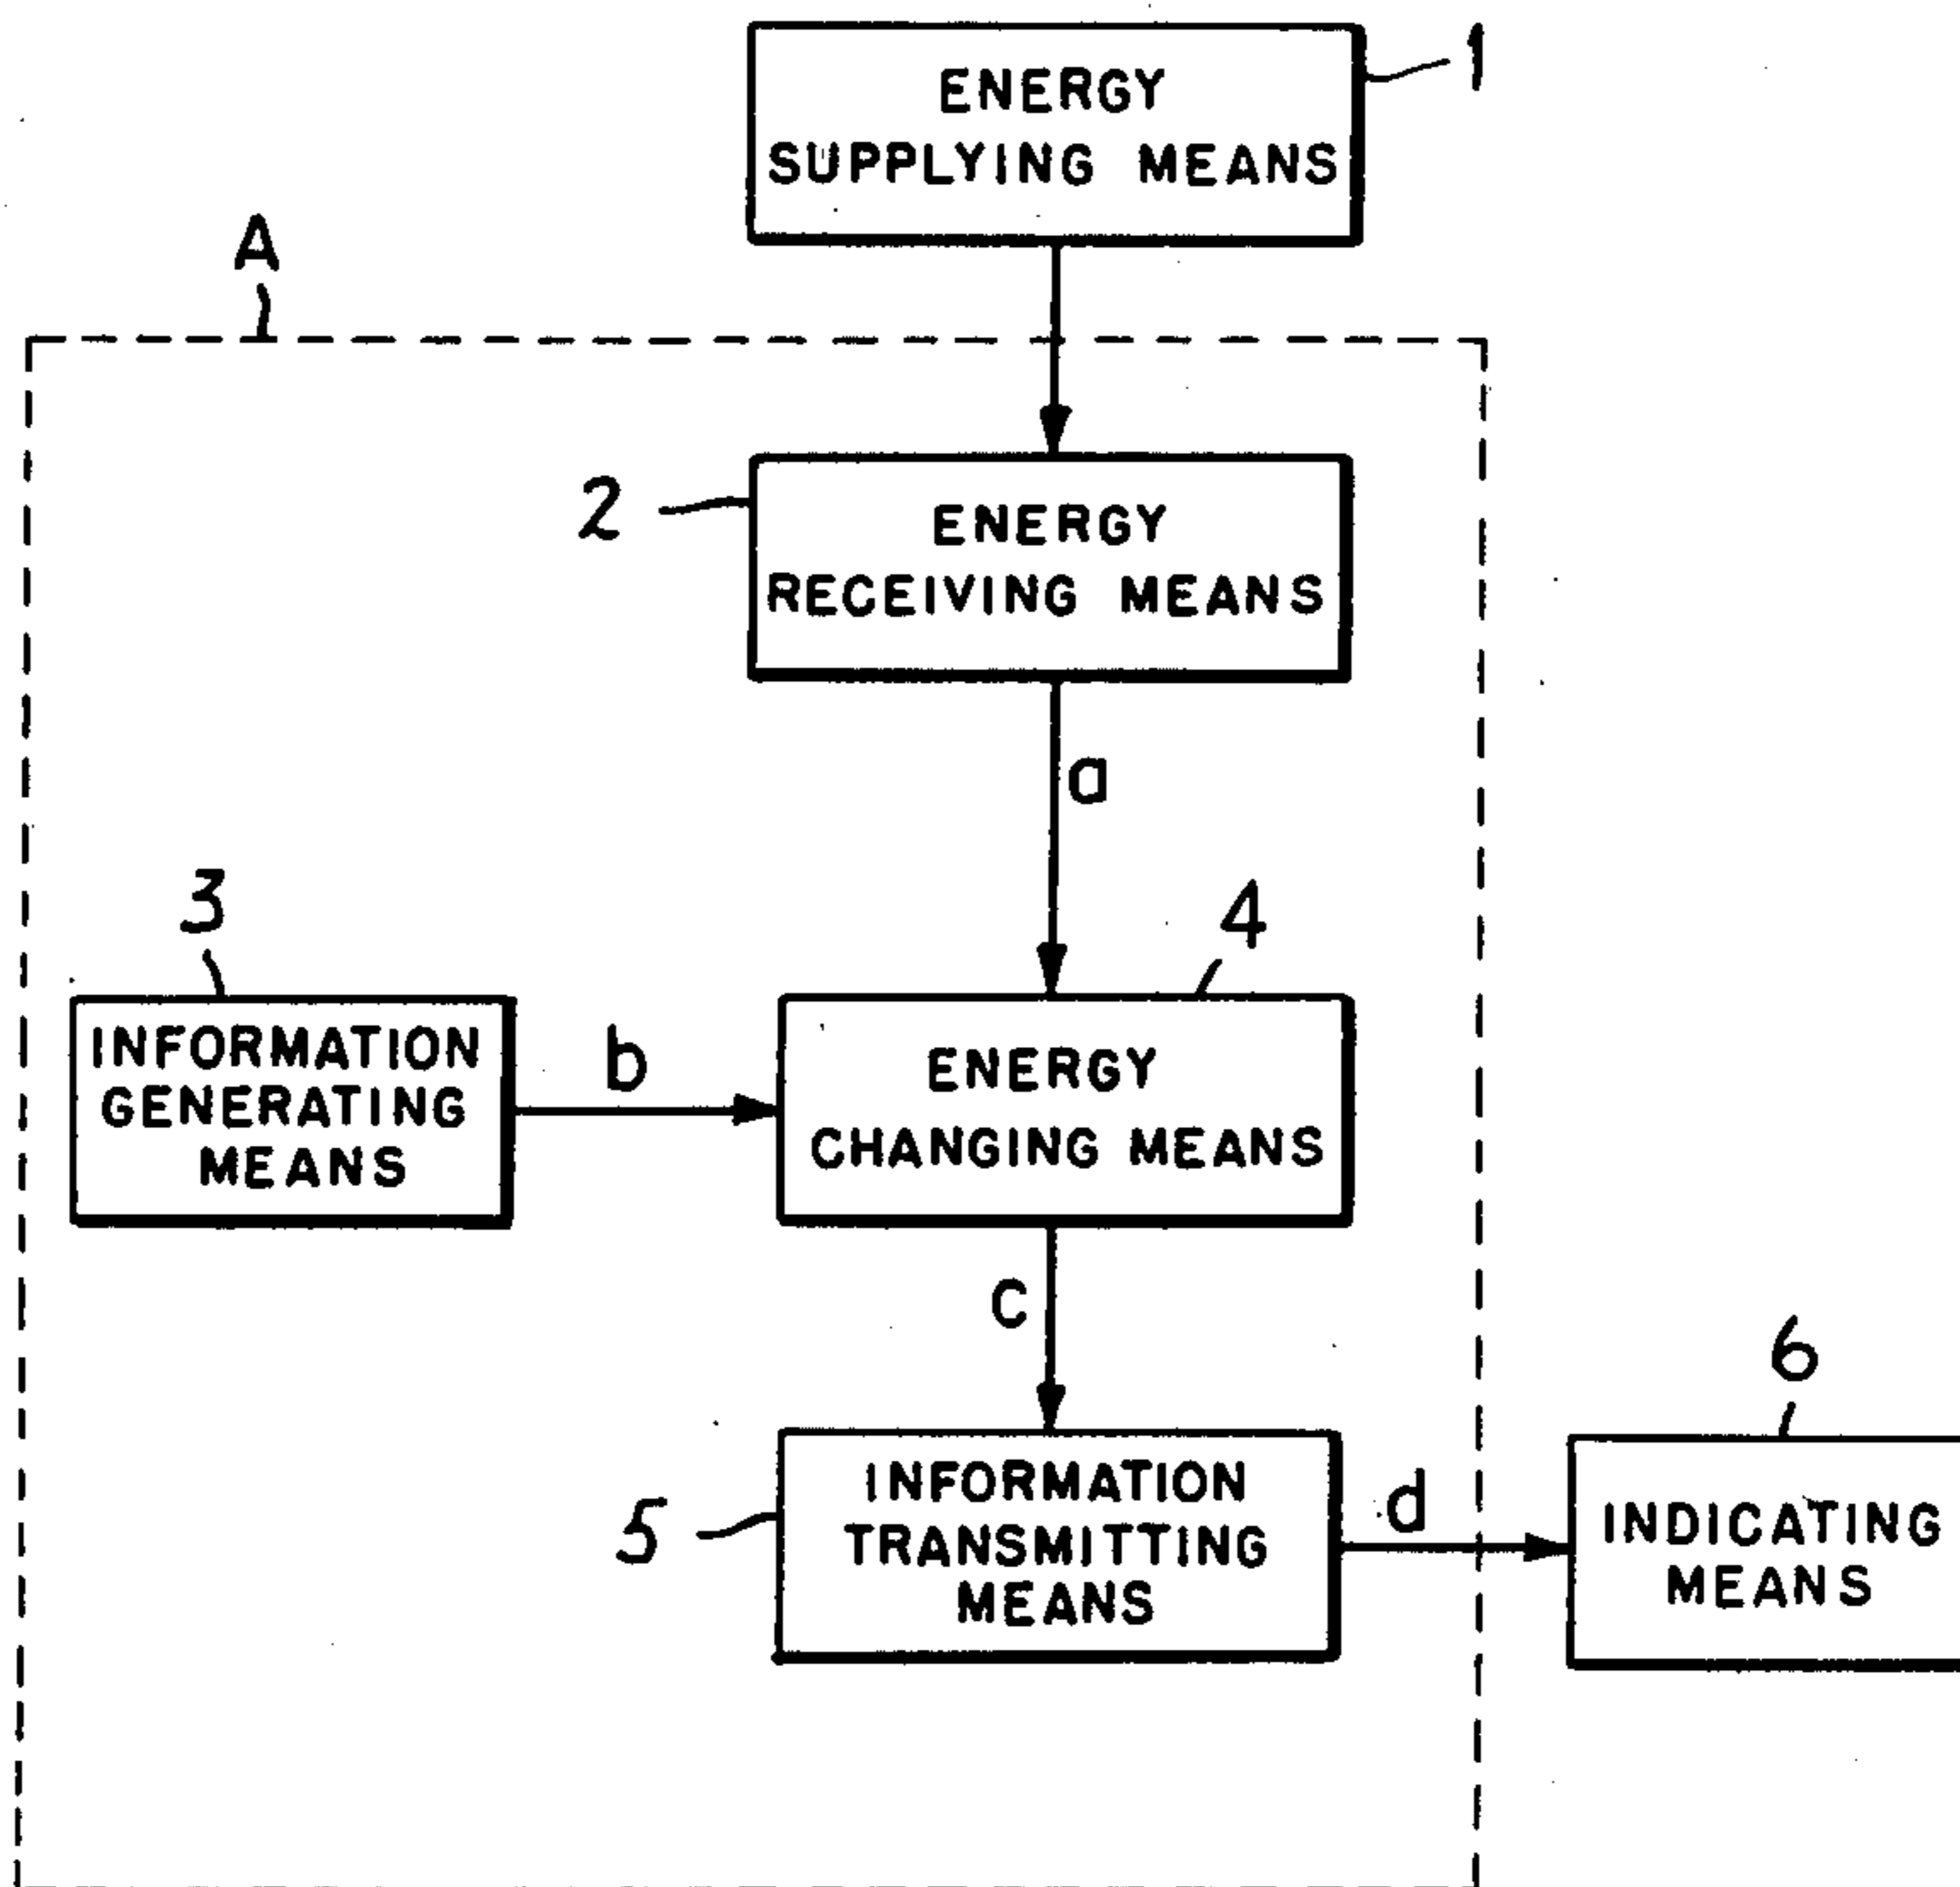 ENERGY
SUPPLYING MEANS
1
A
2
ENERGY
RECEIVING MEANS
a
3
4
INFORMATION
GENERATING
MEANS
b
ENERGY
CHANGING MEANS
c
6
5
INFORMATION
TRANSMITTING
MEANS
d
INDICATING
MEANS